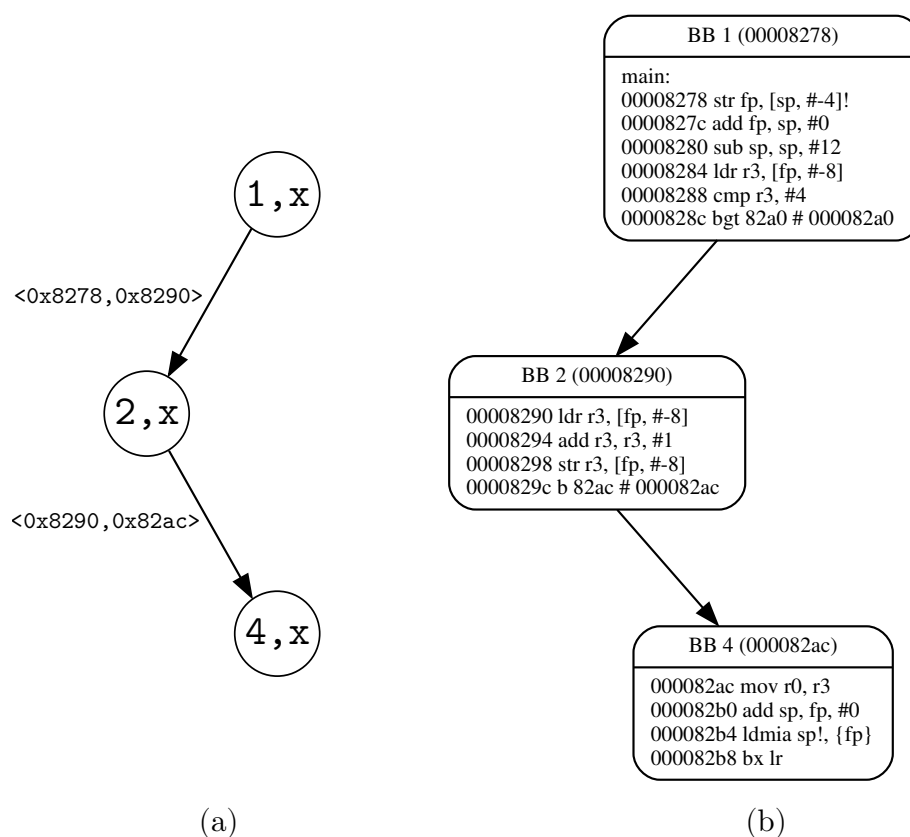 1,x
<0x8278,0x8290>
2,x
<0x8290,0x82ac>
4,x
(a)
BB 1 (00008278)
main:
00008278 str fp, [sp, #-4]!
0000827c add fp, sp, #0
00008280 sub sp, sp, #12
00008284 ldr r3, [fp, #-8]
00008288 cmp r3, #4
0000828c bgt 82a0 # 000082a0
BB 2 (00008290)
00008290 ldr r3, [fp, #-8]
00008294 add r3, r3, #1
00008298 str r3, [fp, #-8]
0000829c b 82ac # 000082ac
BB 4 (000082ac)
000082ac mov r0, r3
000082b0 add sp, fp, #0
000082b4 ldmia sp!, {fp}
000082b8 bx lr
(b)